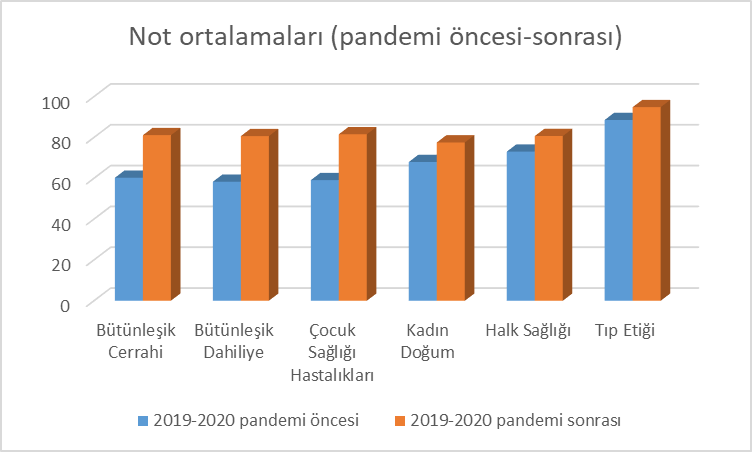 Not ortalamaları (pandemi öncesi-sonrası)
100
80
60
40
20
0
Bütünleşik
Cerrahi
Bütünleşik
Dahiliye
Çocuk
Sağlığı
Hastalıkları
Kadın
Doğum
Halk Sağlığı
Tıp Etiği
2019-2020 pandemi öncesi
2019-2020 pandemi sonrası